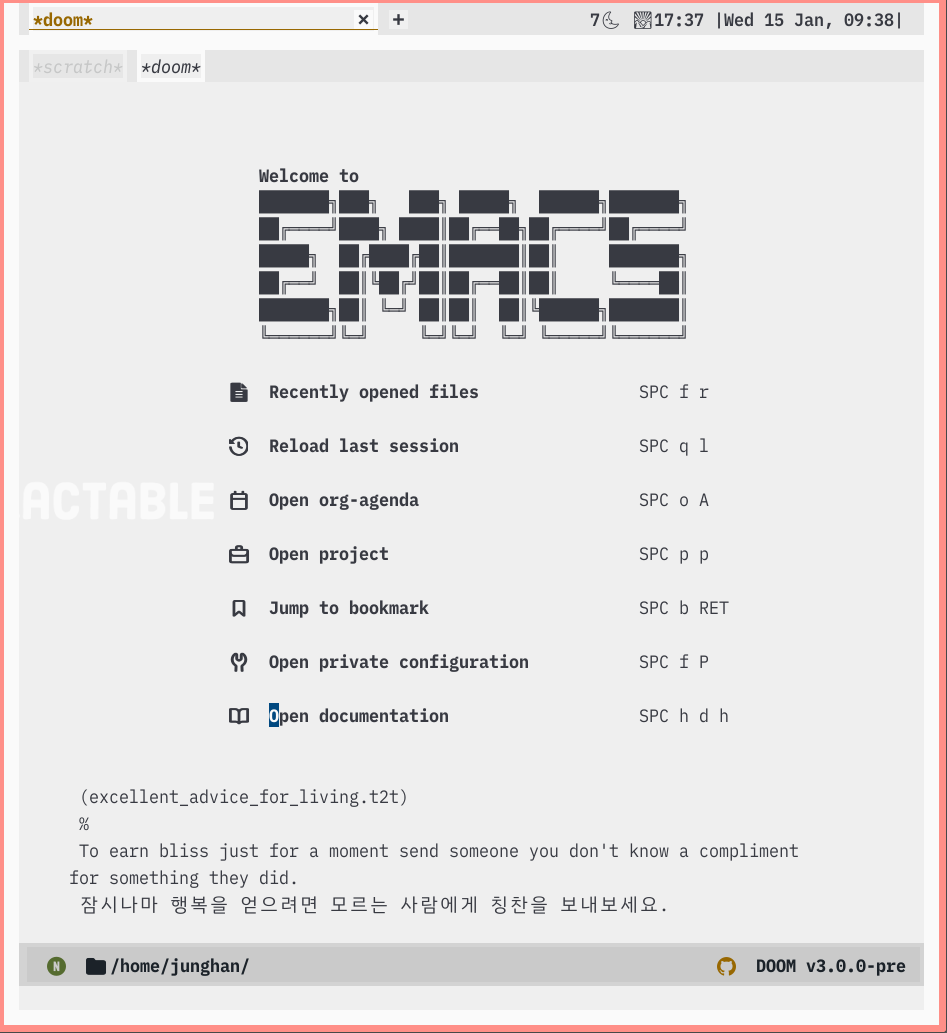 *doom* × + 7 17:37 |Wed 15 Jan, 09:38|
*scratch* *doom*
Welcome to
EMACS
Recently opened files SPC f r
Reload last session SPC q l
Open org-agenda SPC o A
ACTABLE
Open project SPC p p
Jump to bookmark SPC b RET
Open private configuration SPC f P
Open documentation SPC h d h
(excellent_advice_for_living.t2t)
%
To earn bliss just for a moment send someone you don't know a compliment
for something they did.
잠시나마 행복을 얻으려면 모르는 사람에게 칭찬을 보내보세요.
N /home/junghan/ DOOM v3.0.0-pre